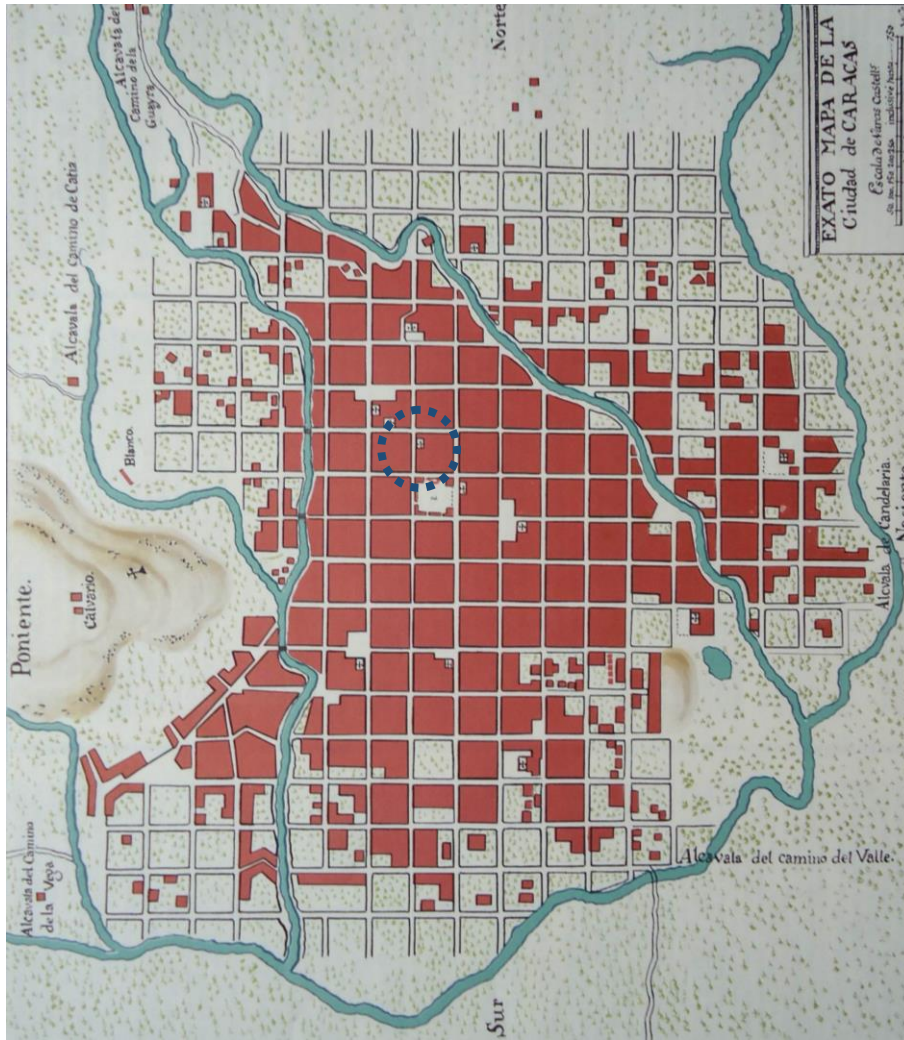 EXATO MAPA DE LA
Ciudad de CARACAS
Norte
Alcavala del
Camino de la
Guayra
Alcavala del camino de Catia
Blanco.
Poniente.
Calvario.
Alcavala del Camino
de la Vega
Sur
Alcavala del camino del Valle.
Alcvala de Candelaria.